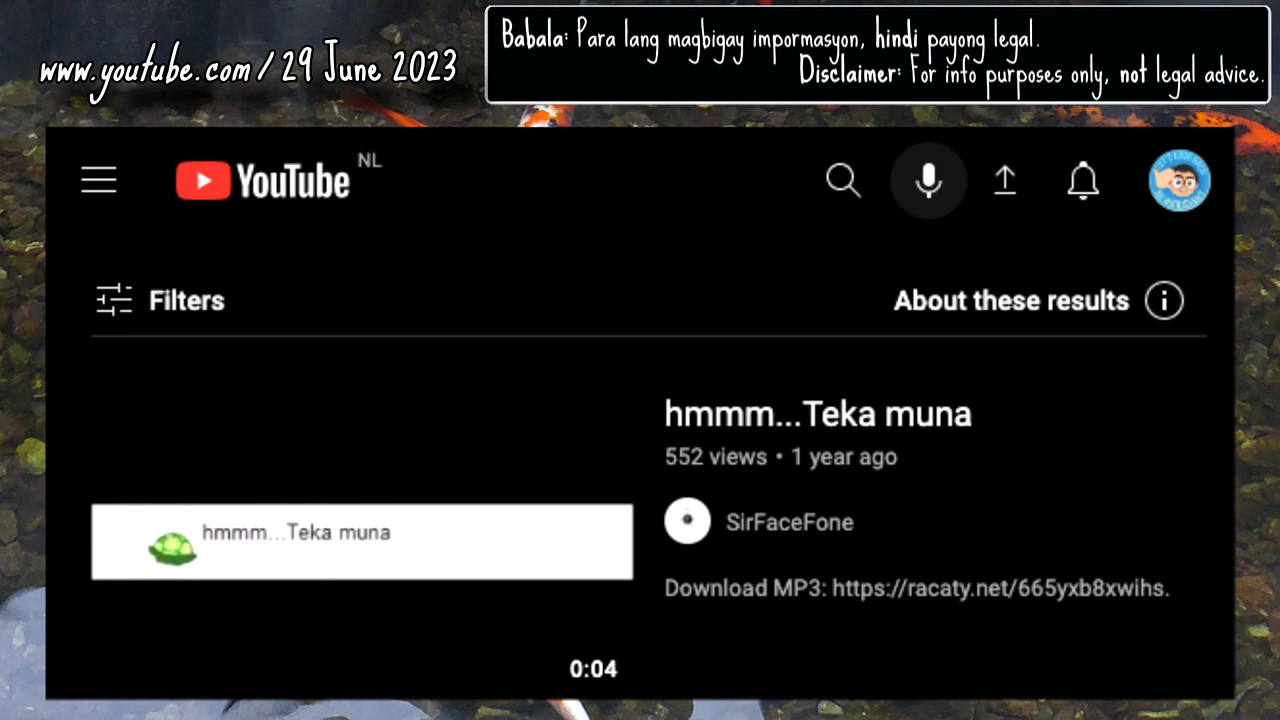 www.youtube.com / 29 June 2023
Babala: Para lang magbigay impormasyon, hindi payong legal.
Disclaimer: For info purposes only, not legal advice.
YouTube NL
Filters
About these results
hmmm...Teka muna
552 views • 1 year ago
hmmm...Teka muna
SirFaceFone
Download MP3: https://racaty.net/665yxb8xwihs.
0:04